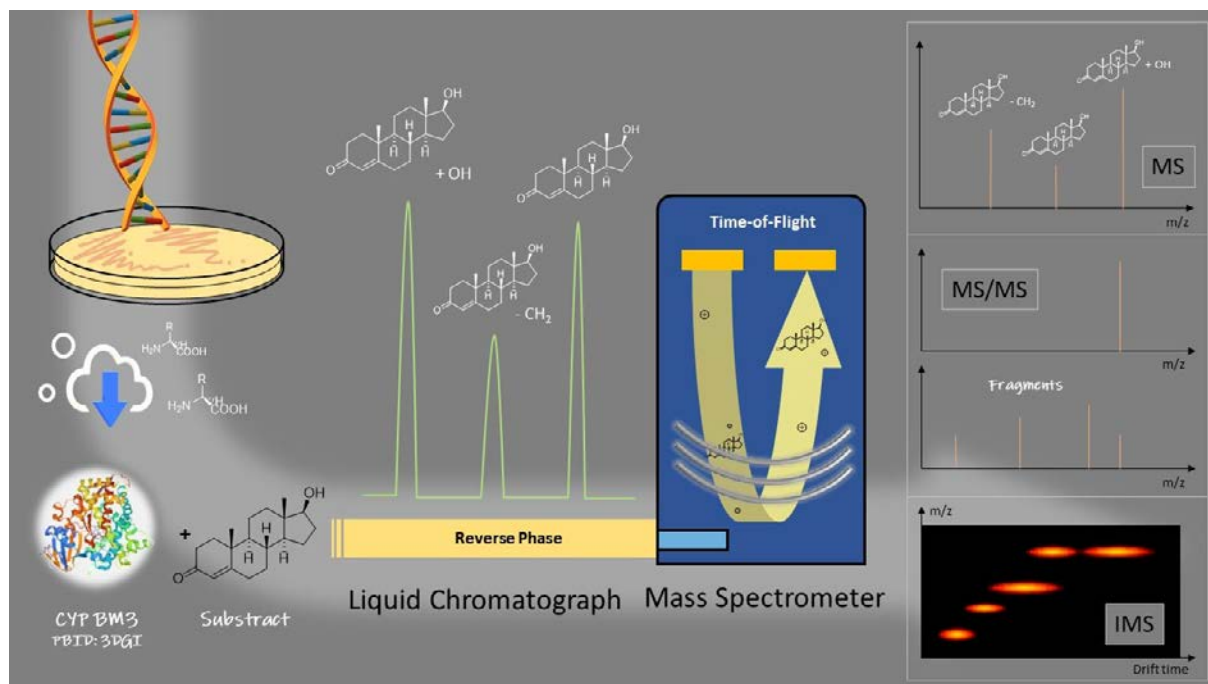 H₂N
R
H
COOH
H₂N
R
H
COOH
CYP BM3
PBID: 3DGI
+
O
H
H
H
OH
Substract
O
H
H
H
OH
+ OH
O
H
H
H
OH
- CH₂
O
H
H
H
OH
Reverse Phase
Liquid Chromatograph
Time-of-Flight
Mass Spectrometer
OH
- CH₂
OH
OH
+ OH
MS
m/z
MS/MS
m/z
Fragments
m/z
m/z
IMS
Drift time